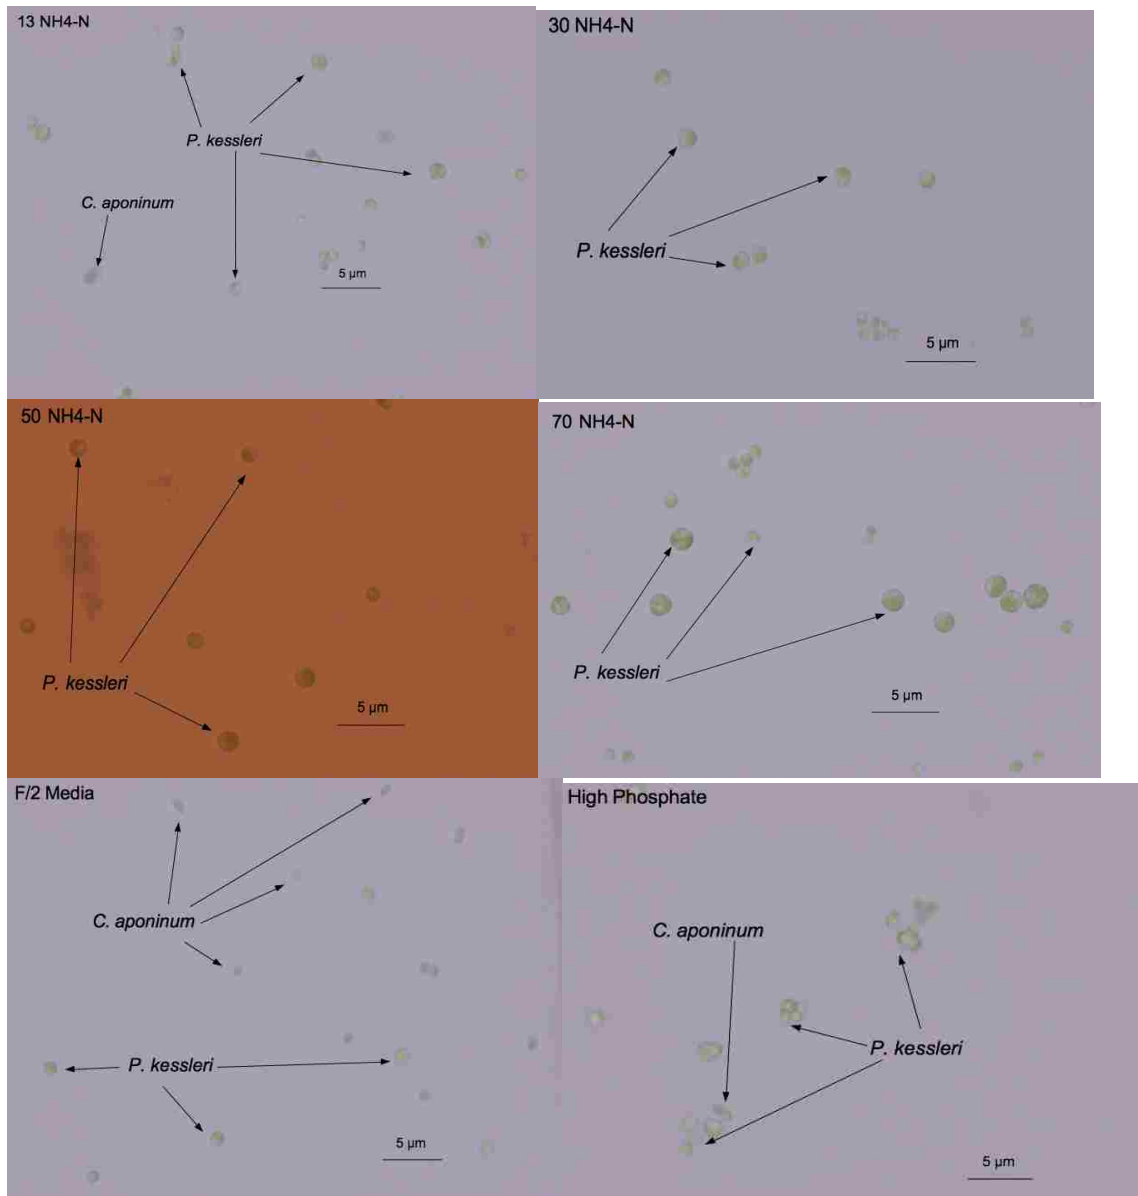 13 NH4-N
P. kessleri
C. aponinum
5 µm
30 NH4-N
P. kessleri
5 µm
50 NH4-N
P. kessleri
5 µm
70 NH4-N
P. kessleri
5 µm
F/2 Media
C. aponinum
P. kessleri
5 µm
High Phosphate
C. aponinum
P. kessleri
5 µm